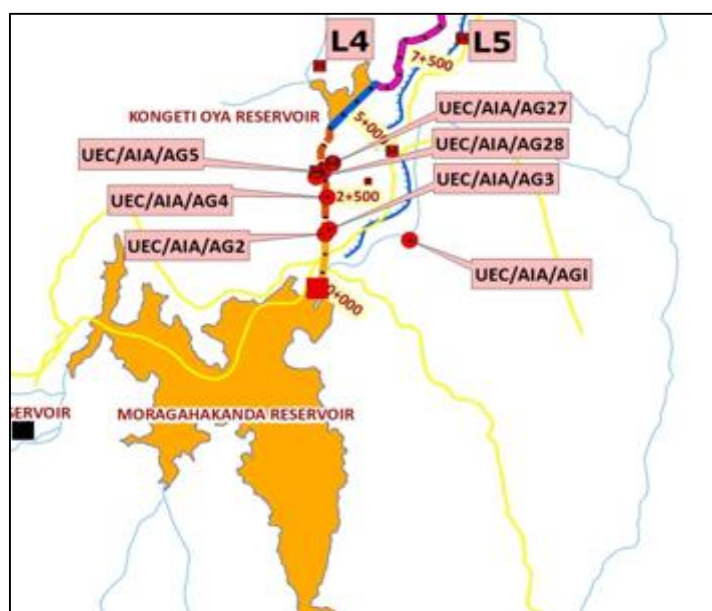 L4
L5
7+500
KONGETI OYA RESERVOIR
5+000
UEC/AIA/AG27
UEC/AIA/AG5
UEC/AIA/AG28
UEC/AIA/AG4
2+500
UEC/AIA/AG3
UEC/AIA/AG2
UEC/AIA/AGI
0+000
SERVOIR
MORAGAHAKANDA RESERVOIR